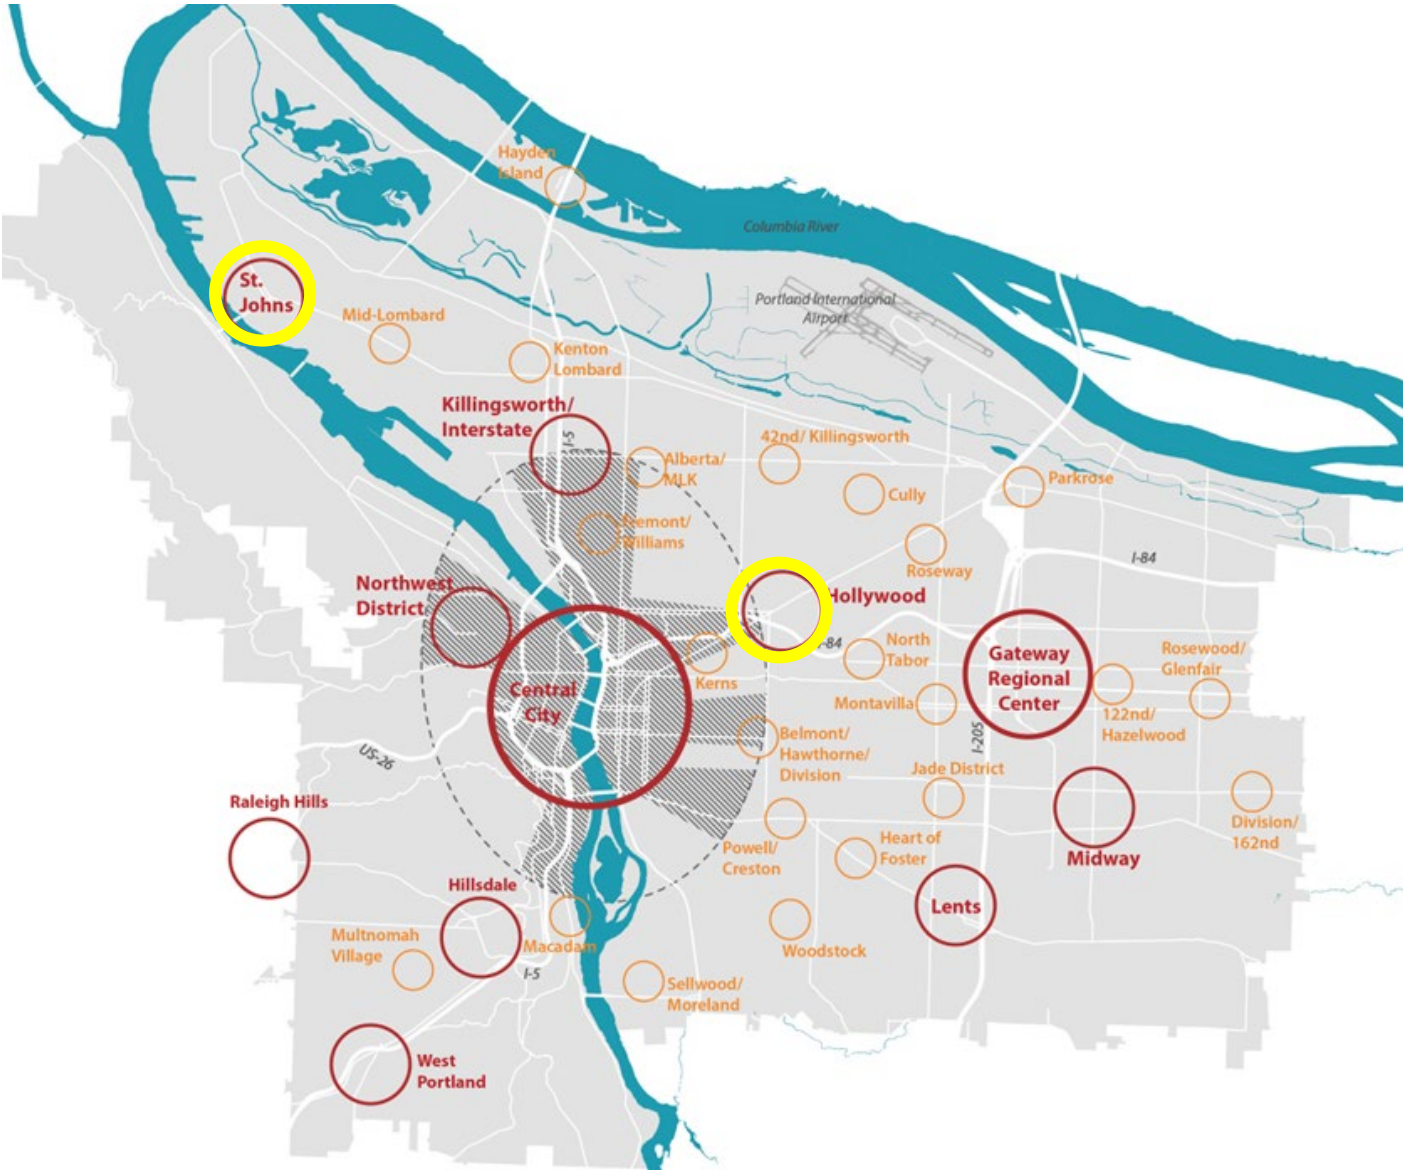 Hayden
Island
Columbia River
St.
Johns
Portland International
Airport
Mid-Lombard
Kenton
Lombard
Killingsworth/
Interstate
I-5
Alberta/
MLK
42nd/ Killingsworth
Cully
Parkrose
Fremont/
Williams
Roseway
I-84
Northwest
District
Hollywood
I-84
North
Tabor
Kerns
Gateway
Regional
Center
Rosewood/
Glenfair
Central
City
Montavilla
122nd/
Hazelwood
Belmont/
Hawthorne/
Division
I-205
US-26
Jade District
Raleigh Hills
Division/
162nd
Powell/
Creston
Heart of
Foster
Midway
Hillsdale
Lents
Multnomah
Village
Macadam
Woodstock
I-5
Sellwood/
Moreland
West
Portland